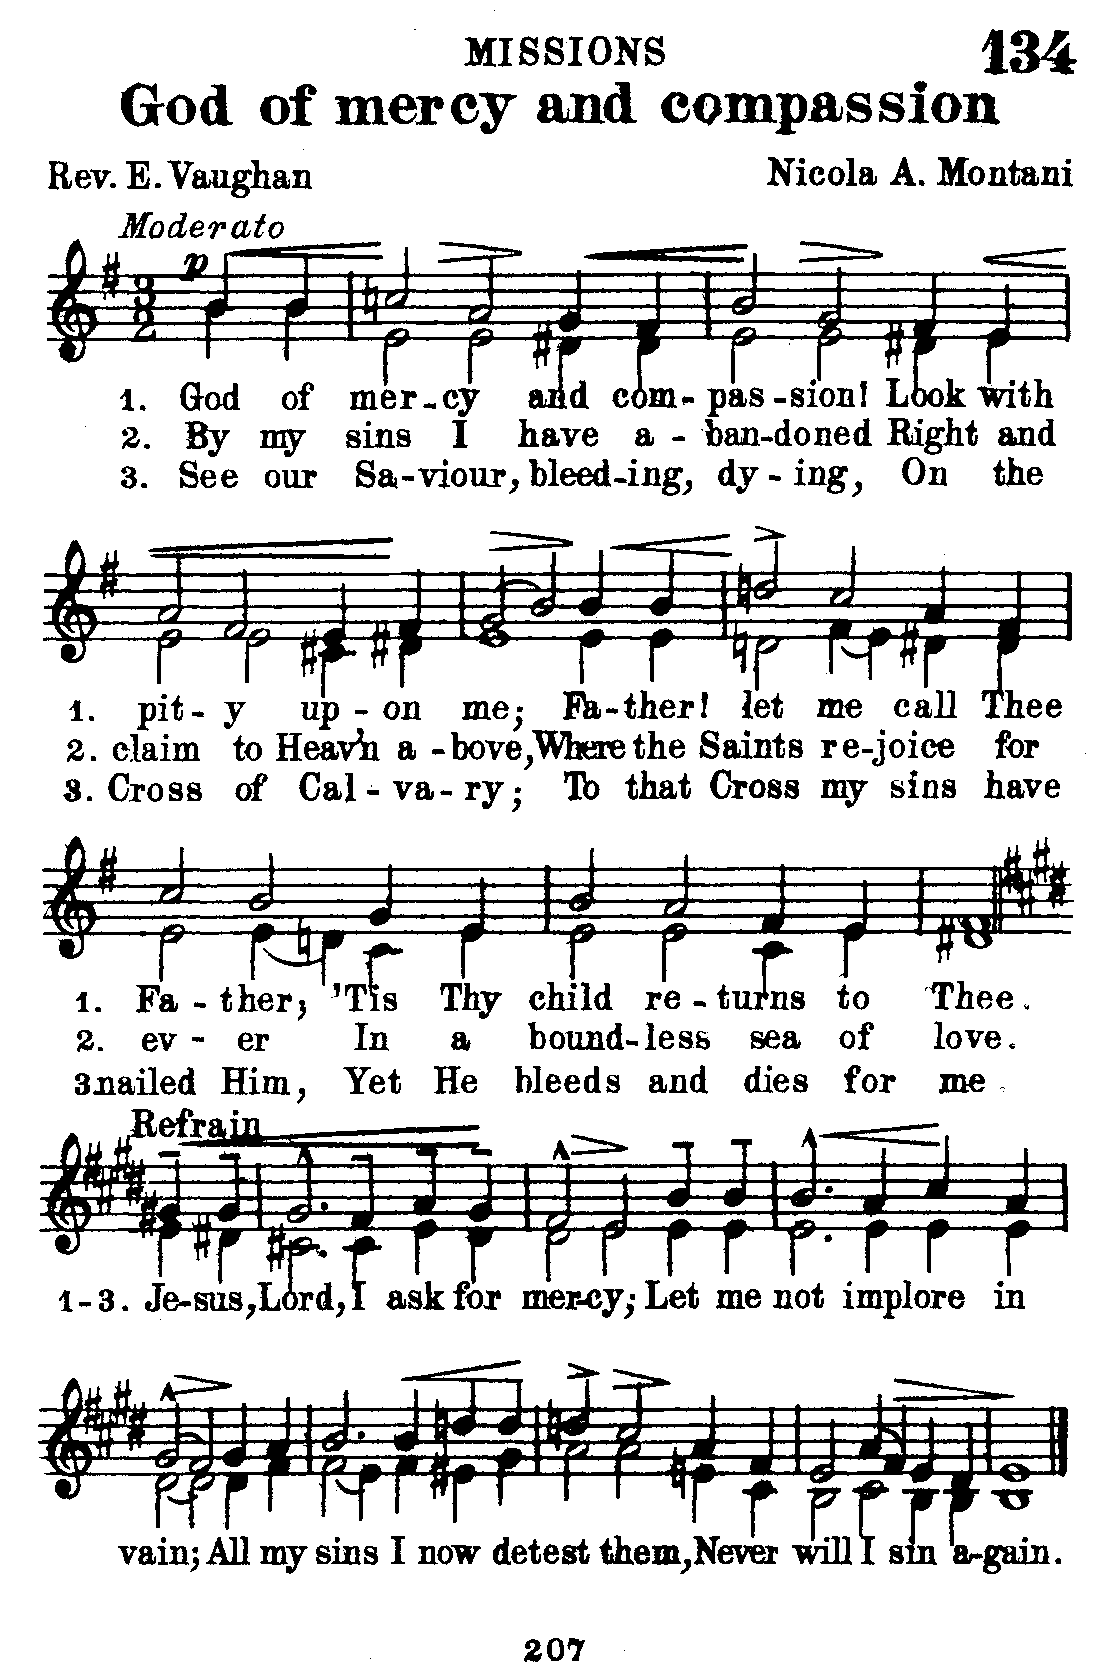 MISSIONS 134
God of mercy and compassion
Rev. E. Vaughan Nicola A. Montani
Moderato
p
1. God of mer-cy and com-pas-sion! Look with
2. By my sins I have a-ban-doned Right and
3. See our Sa-viour, bleed-ing, dy-ing, On the
1. pit-y up-on me; Fa-ther! let me call Thee
2. claim to Heav'n a-bove, Where the Saints re-joice for
3. Cross of Cal-va-ry; To that Cross my sins have
1. Fa-ther; 'Tis Thy child re-turns to Thee.
2. ev-er In a bound-less sea of love.
3. nailed Him, Yet He bleeds and dies for me.
Refrain
1-3. Je-sus, Lord, I ask for mer-cy; Let me not implore in
vain; All my sins I now detest them, Never will I sin a-gain.
207